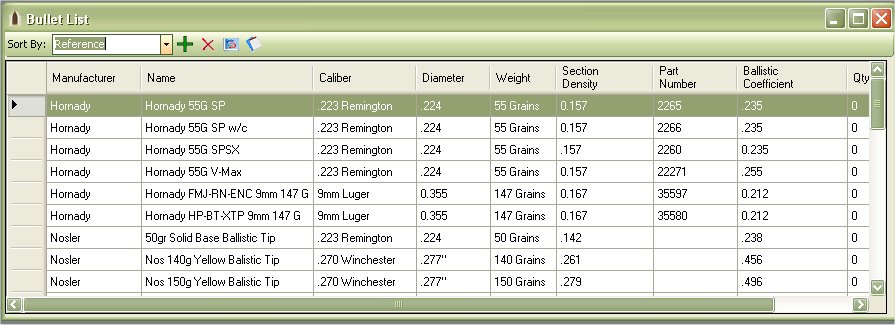 Bullet List
Sort By: Reference
Manufacturer Name Caliber Diameter Weight Section Density Part Number Ballistic Coefficient Qty
Hornady Hornady 55G SP .223 Remington .224 55 Grains 0.157 2265 .235 0
Hornady Hornady 55G SP w/c .223 Remington .224 55 Grains 0.157 2266 .235 0
Hornady Hornady 55G SPSX .223 Remington .224 55 Grains .157 2260 0.235 0
Hornady Hornady 55G V-Max .223 Remington .224 55 Grains 0.157 22271 .255 0
Hornady Hornady FMJ-RN-ENC 9mm 147 G 9mm Luger 0.355 147 Grains 0.167 35597 0.212 0
Hornady Hornady HP-BT-XTP 9mm 147 G 9mm Luger 0.355 147 Grains 0.167 35580 0.212 0
Nosler 50gr Solid Base Ballistic Tip .223 Remington .224 50 Grains .142 .238 0
Nosler Nos 140g Yellow Balistic Tip .270 Winchester .277" 140 Grains .261 .456 0
Nosler Nos 150g Yellow Balistic Tip .270 Winchester .277" 150 Grains .279 .496 0